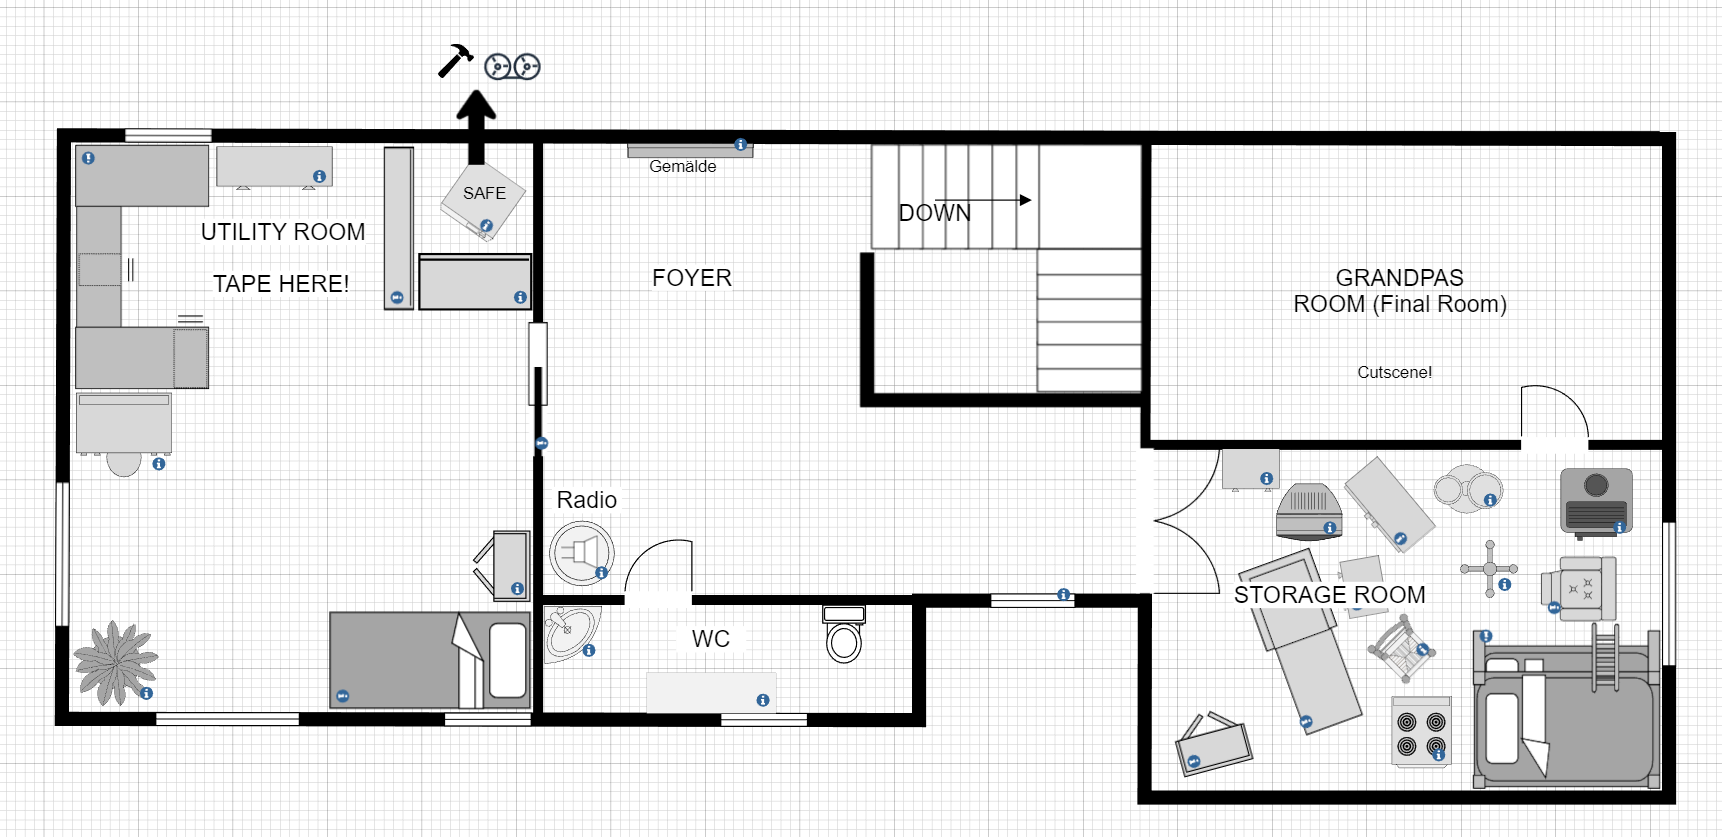 SAFE
Gemälde
UTILITY ROOM
TAPE HERE!
FOYER
DOWN
GRANDPAS
ROOM (Final Room)
Cutscene!
Radio
WC
STORAGE ROOM